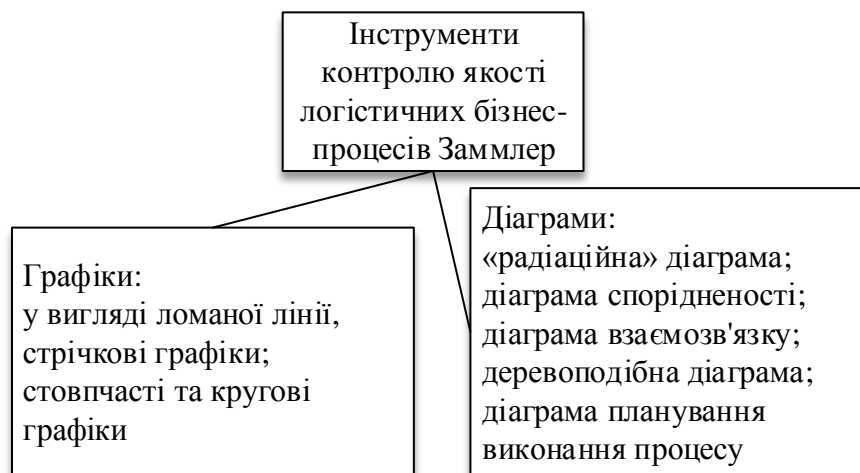 Інструменти
контролю якості
логістичних бізнес-
процесів Заммлер
Графіки:
у вигляді ломаної лінії,
стрічкові графіки;
стовпчасті та кругові
графіки
Діаграми:
«радіаційна» діаграма;
діаграма спорідненості;
діаграма взаємозв'язку;
деревоподібна діаграма;
діаграма планування
виконання процесу